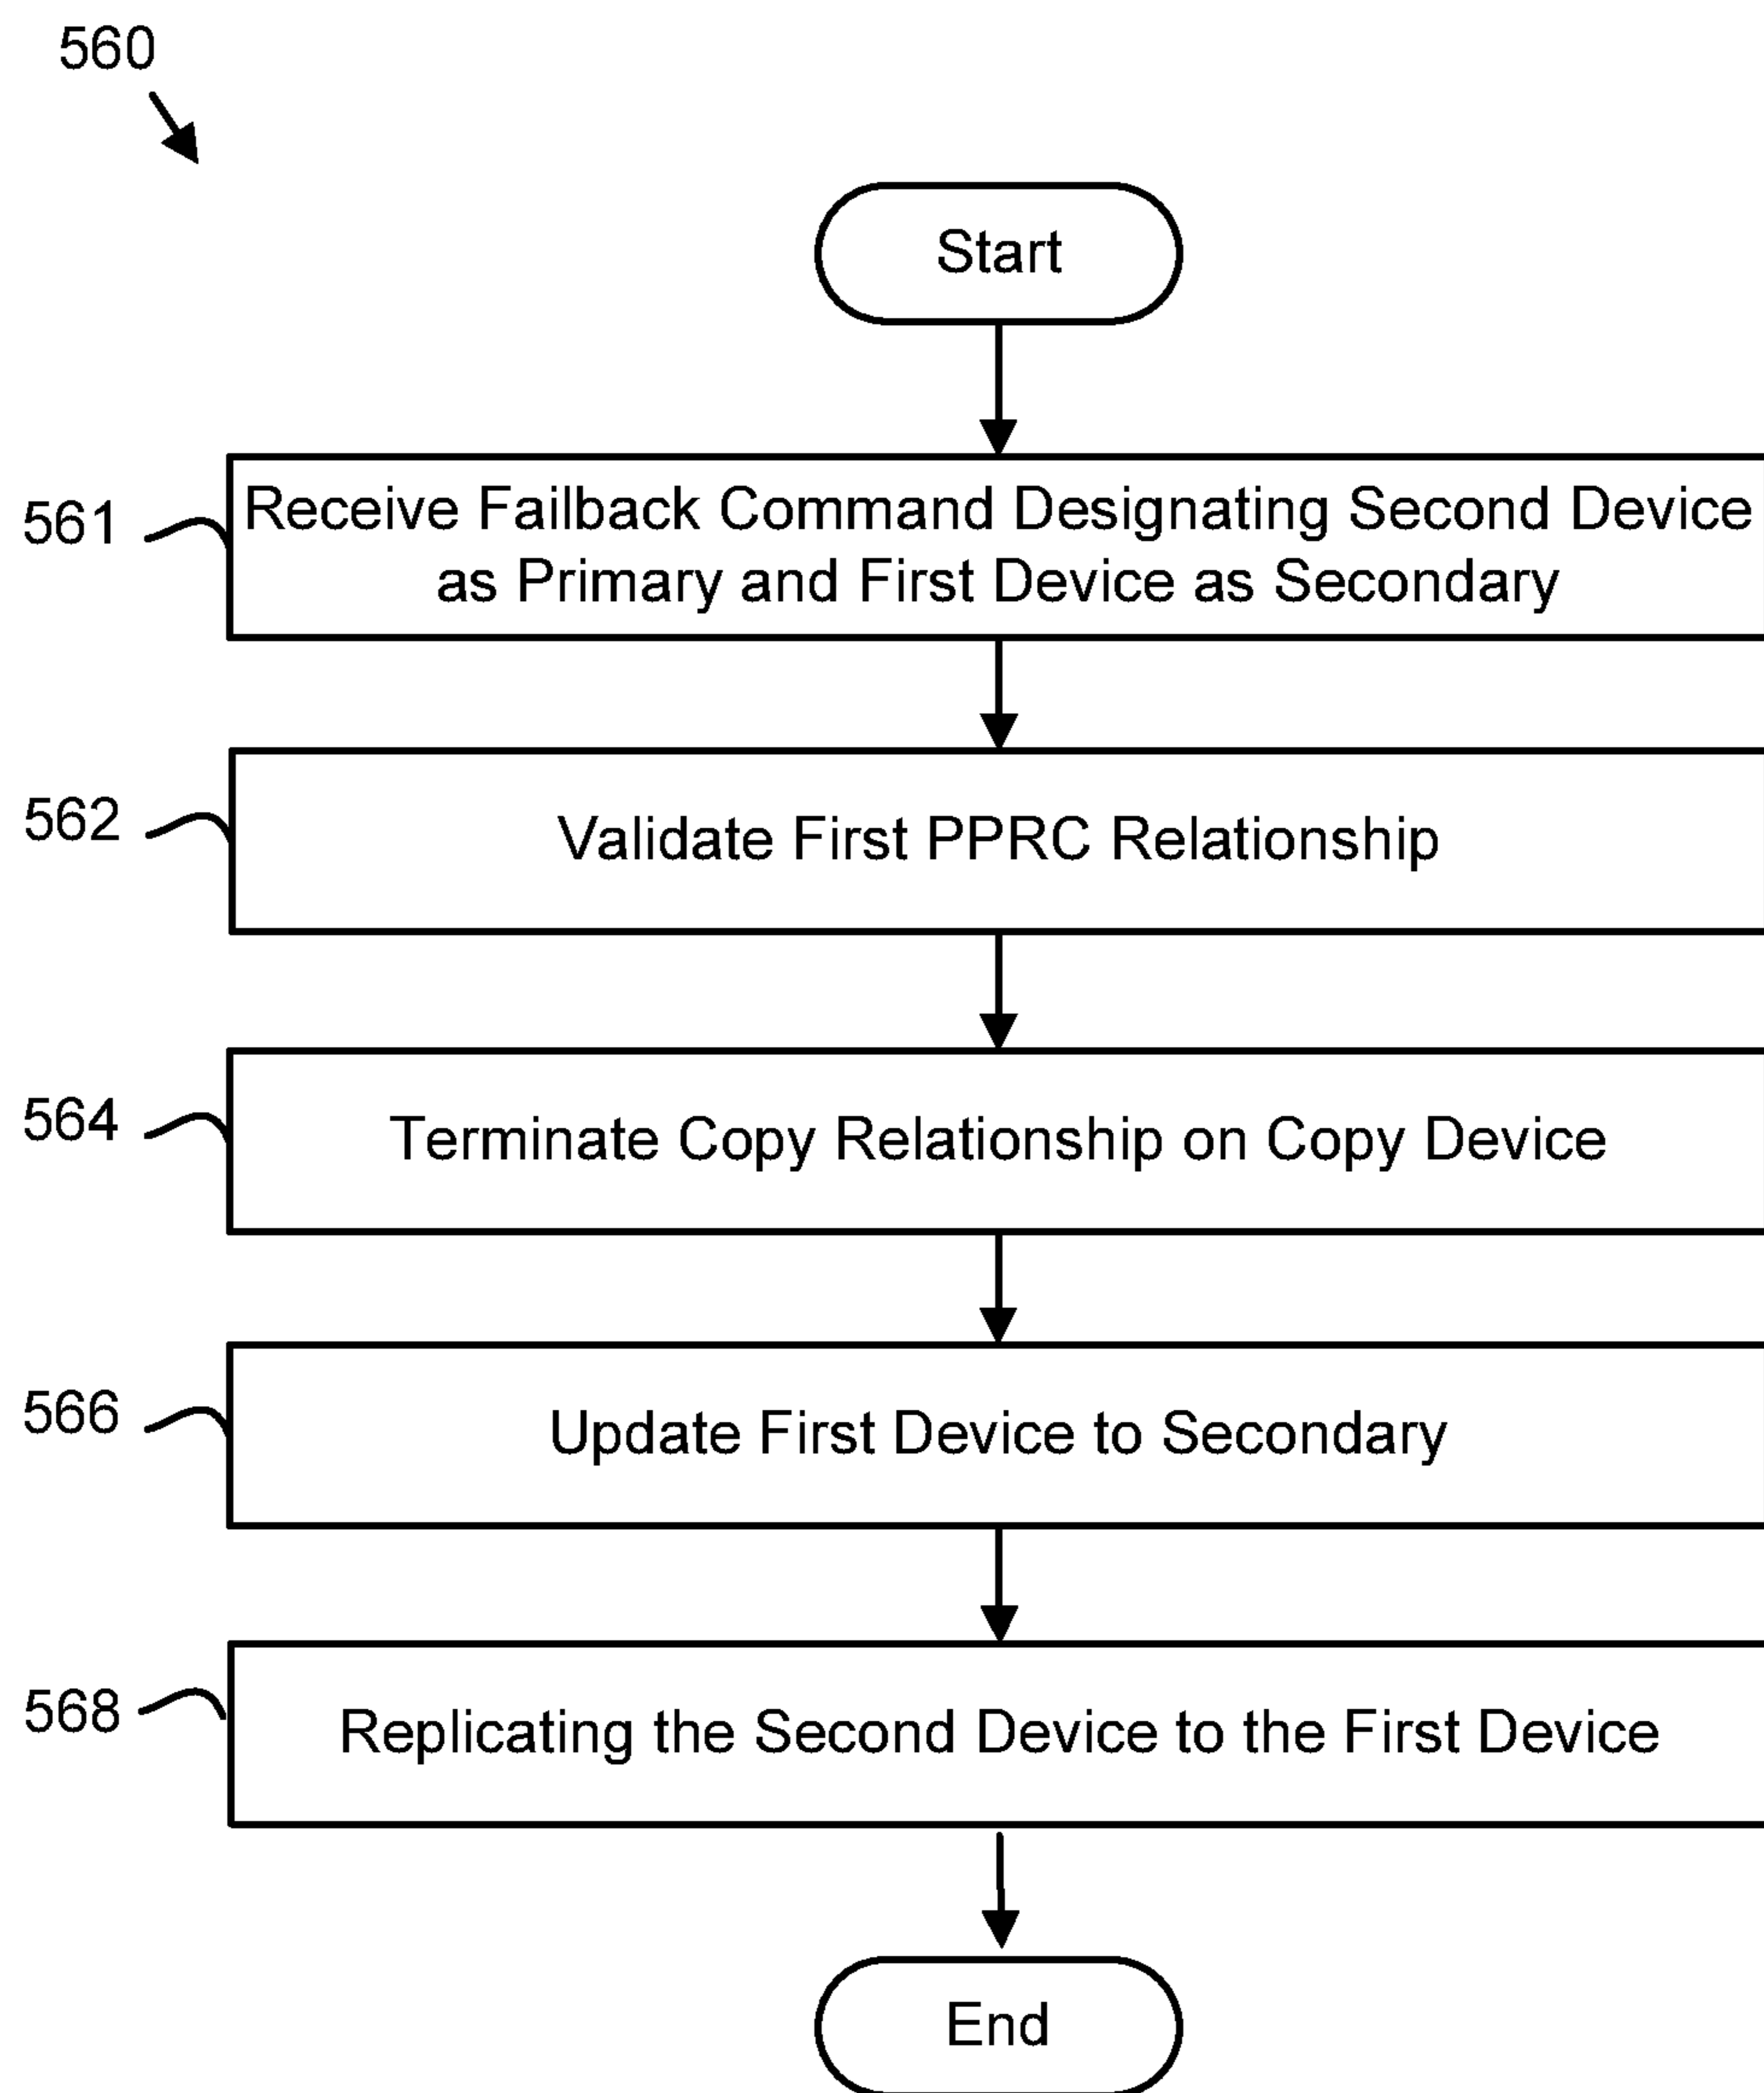 560
Start
561
Receive Failback Command Designating Second Device
as Primary and First Device as Secondary
562
Validate First PPRC Relationship
564
Terminate Copy Relationship on Copy Device
566
Update First Device to Secondary
568
Replicating the Second Device to the First Device
End